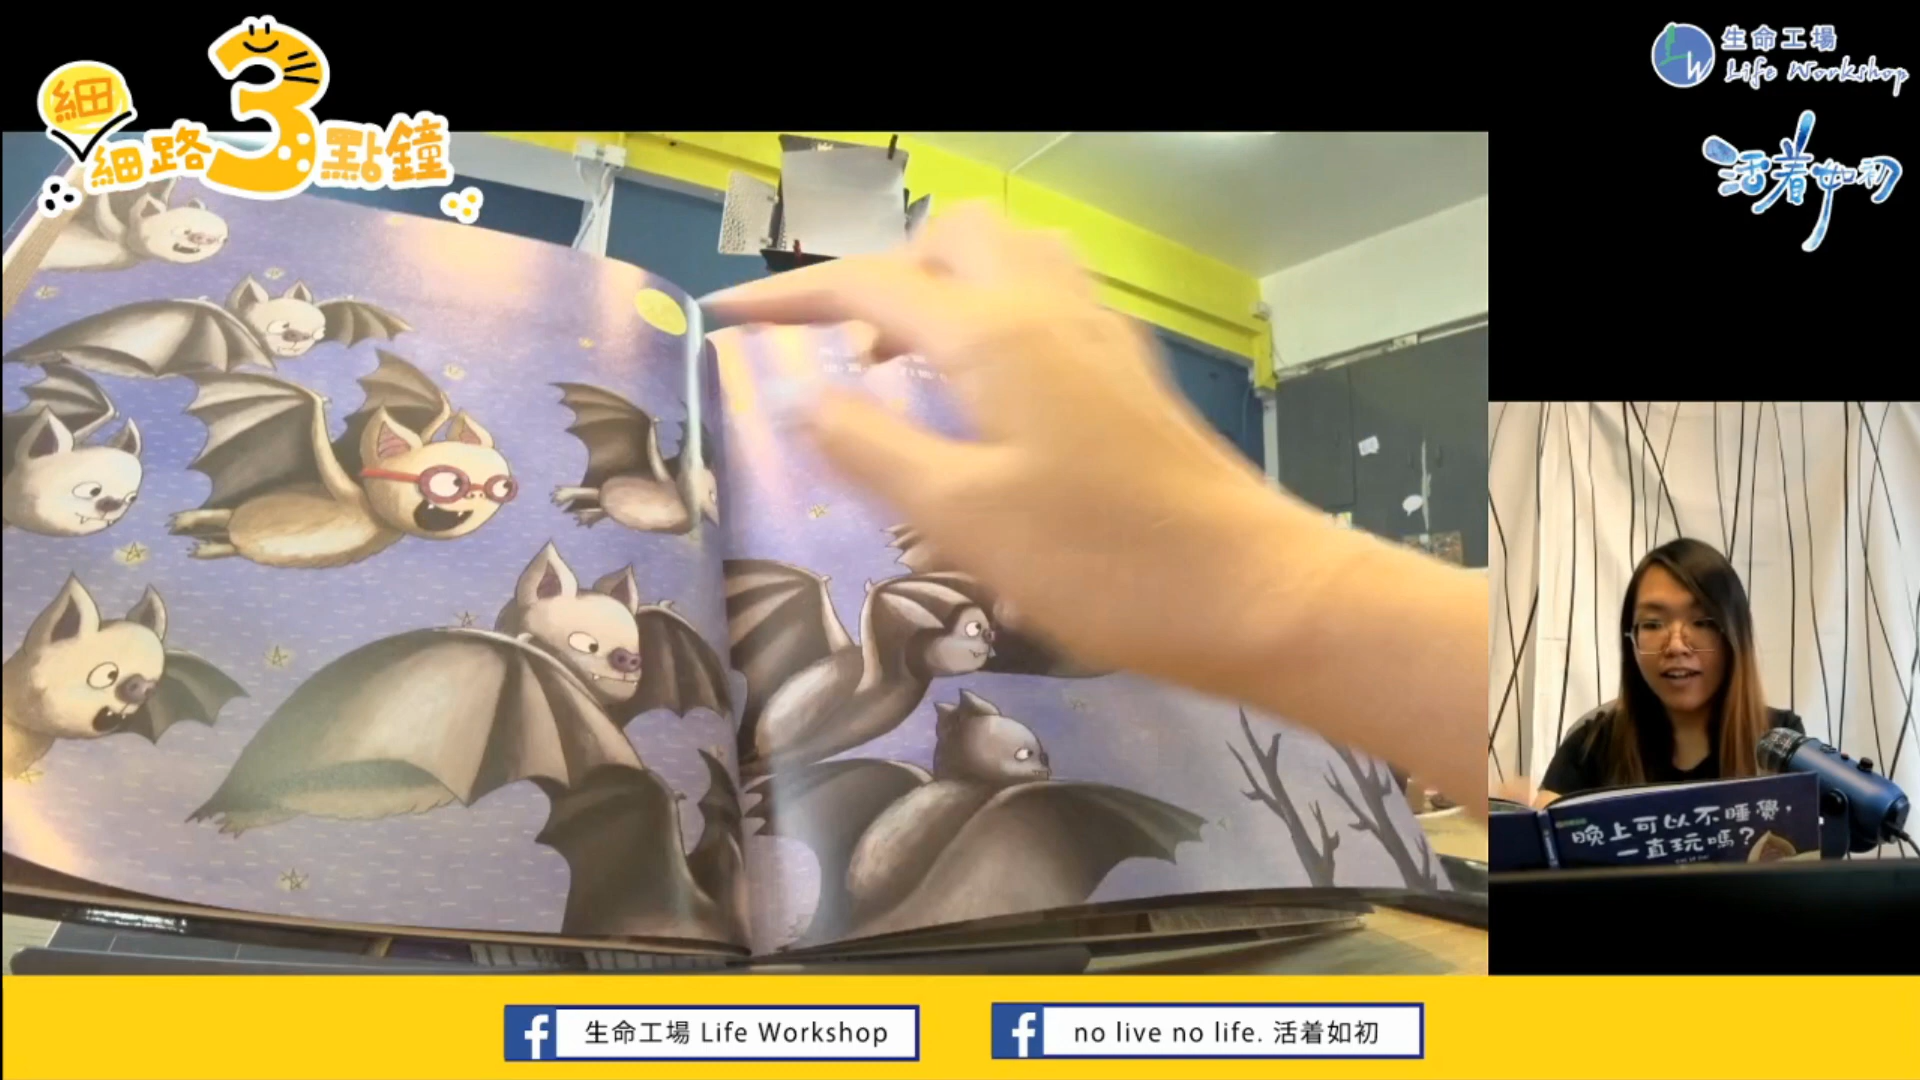 細
細路3點鐘
生命工場
Life Workshop
活着如初
晚上可以不睡覺，
一直玩嗎？
生命工場 Life Workshop
no live no life. 活着如初